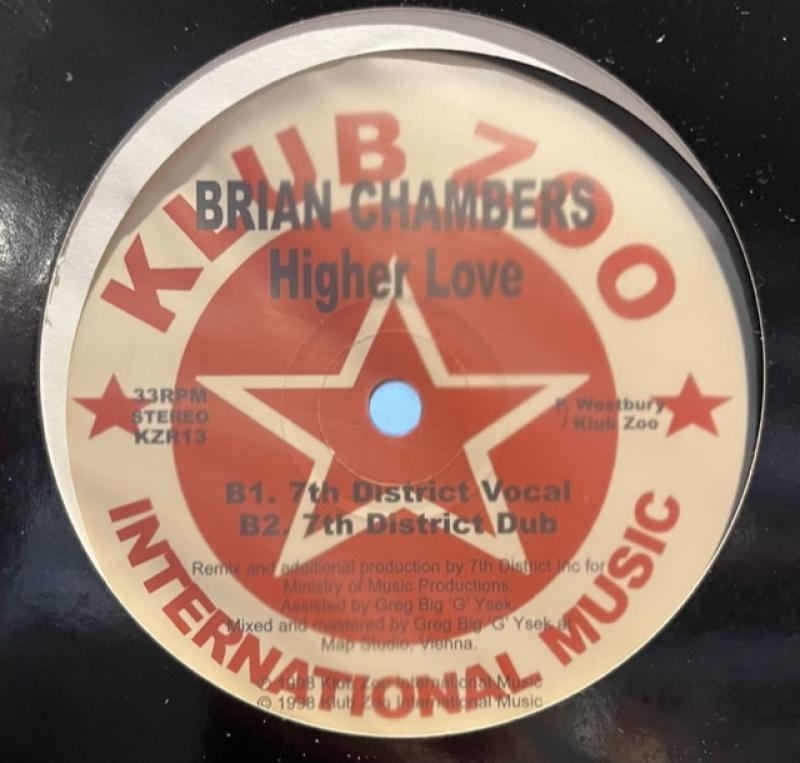 KLUB ZOO
BRIAN CHAMBERS
Higher Love
33RPM
STEREO
KZR13
P. Westbury
/ Klub Zoo
B1. 7th District Vocal
B2. 7th District Dub
Remix and additional production by 7th District Inc for
Ministry of Music Productions.
Assisted by Greg Big 'G' Ysek.
Mixed and mastered by Greg Big 'G' Ysek at
Map Studio, Vienna.
℗ 1998 Klub Zoo International Music
© 1998 Klub Zoo International Music
INTERNATIONAL MUSIC